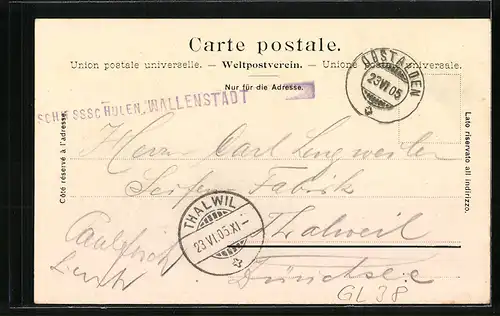 Carte postale.
Union postale universelle. — Weltpostverein. — Unione postale universale.
Nur für die Adresse.
OBSTALDEN
23 VI. 05
SCHIESSSCHULEN WALLENSTADT
Côté réservé à l'adresse.
Lato riservato all indirizzo.
Herrn Carl Lengweiler
Seifen-Fabrik
Thalweil
Zürichsee
THALWIL
23. VI. 05. XI –
GL 38